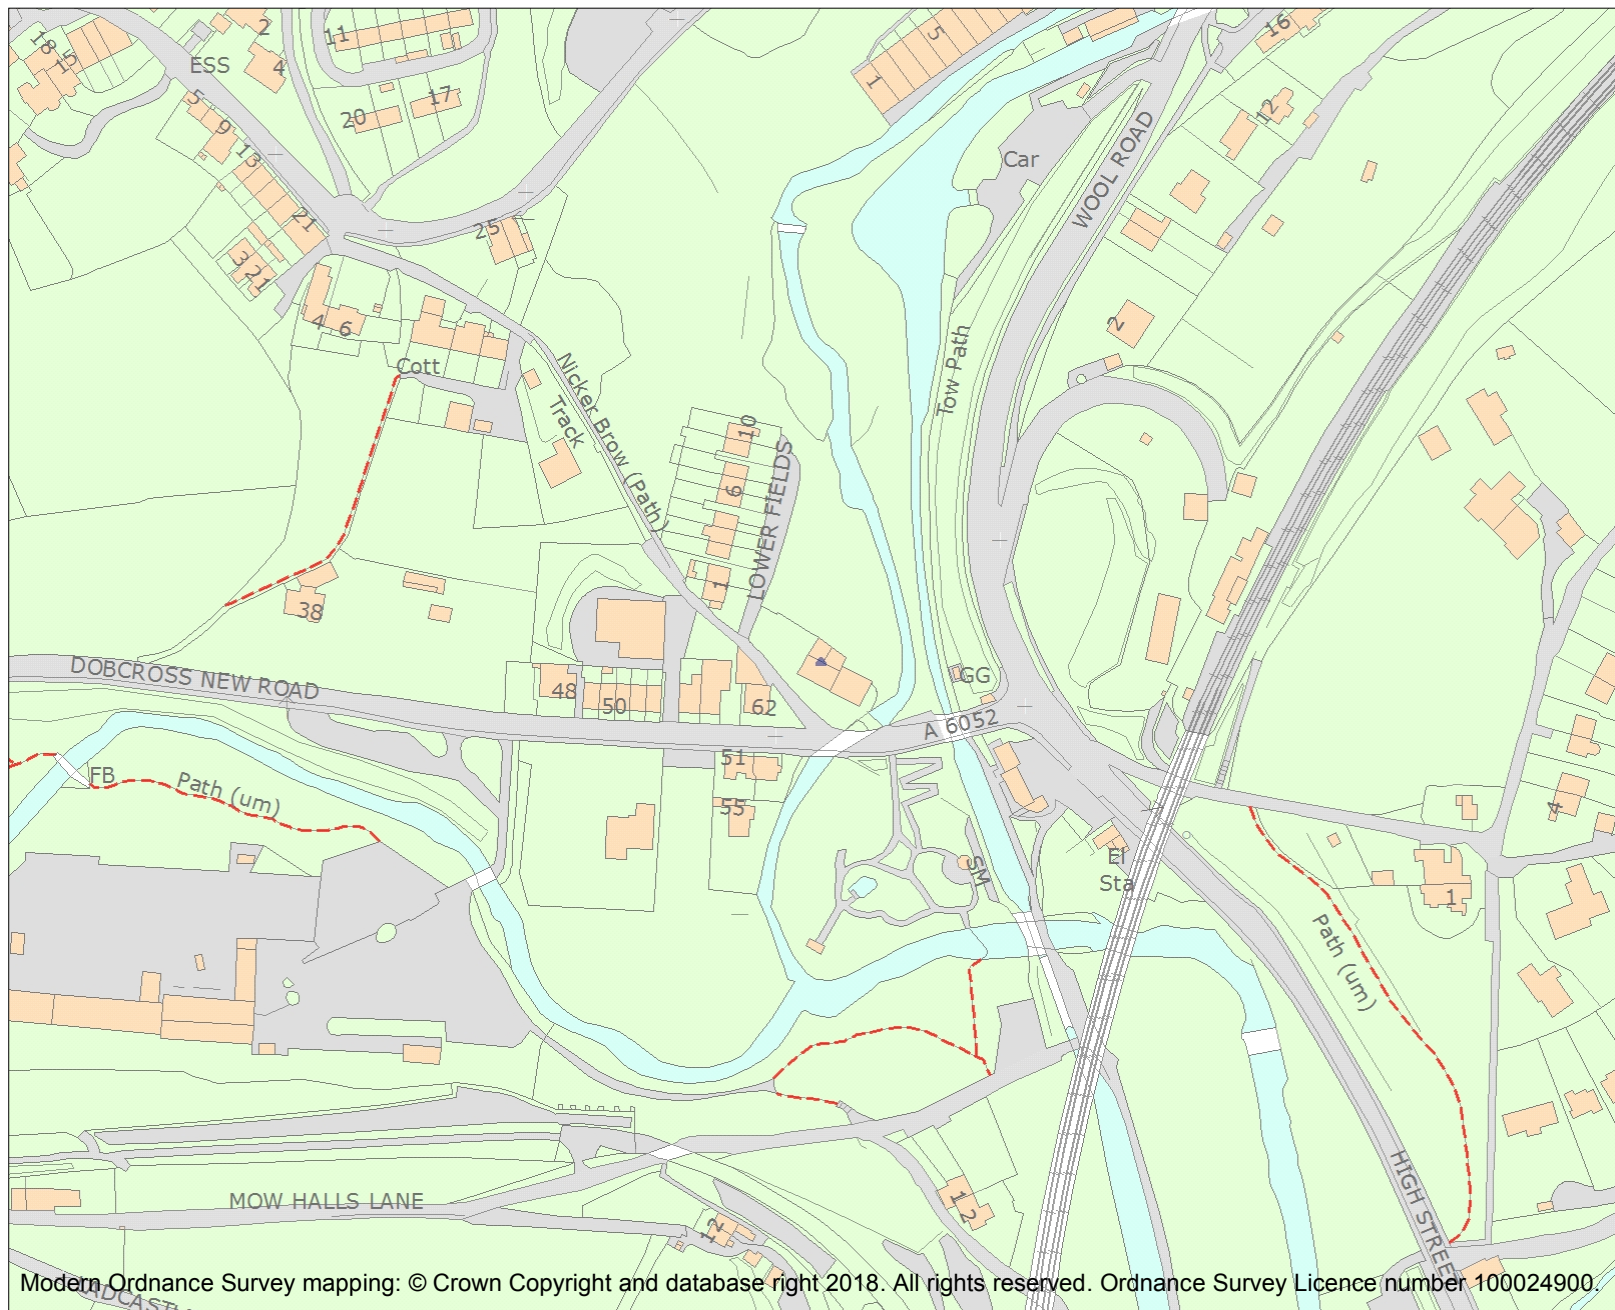 2
11
18
15
ESS
4
5
1
16
5
9
20
17
12
13
Car
WOOL ROAD
21
25
3
21
4
6
2
Cott
Nicker Brow (Path)
Track
Tow Path
10
6
LOWER FIELDS
1
38
DOBCROSS NEW ROAD
48
50
62
GG
A 6052
51
55
FB
Path (um)
SM
El
Sta
4
1
Path (um)
MOW HALLS LANE
12
12
HIGH STREE
Modern Ordnance Survey mapping: © Crown Copyright and database right 2018. All rights reserved. Ordnance Survey Licence number 100024900.